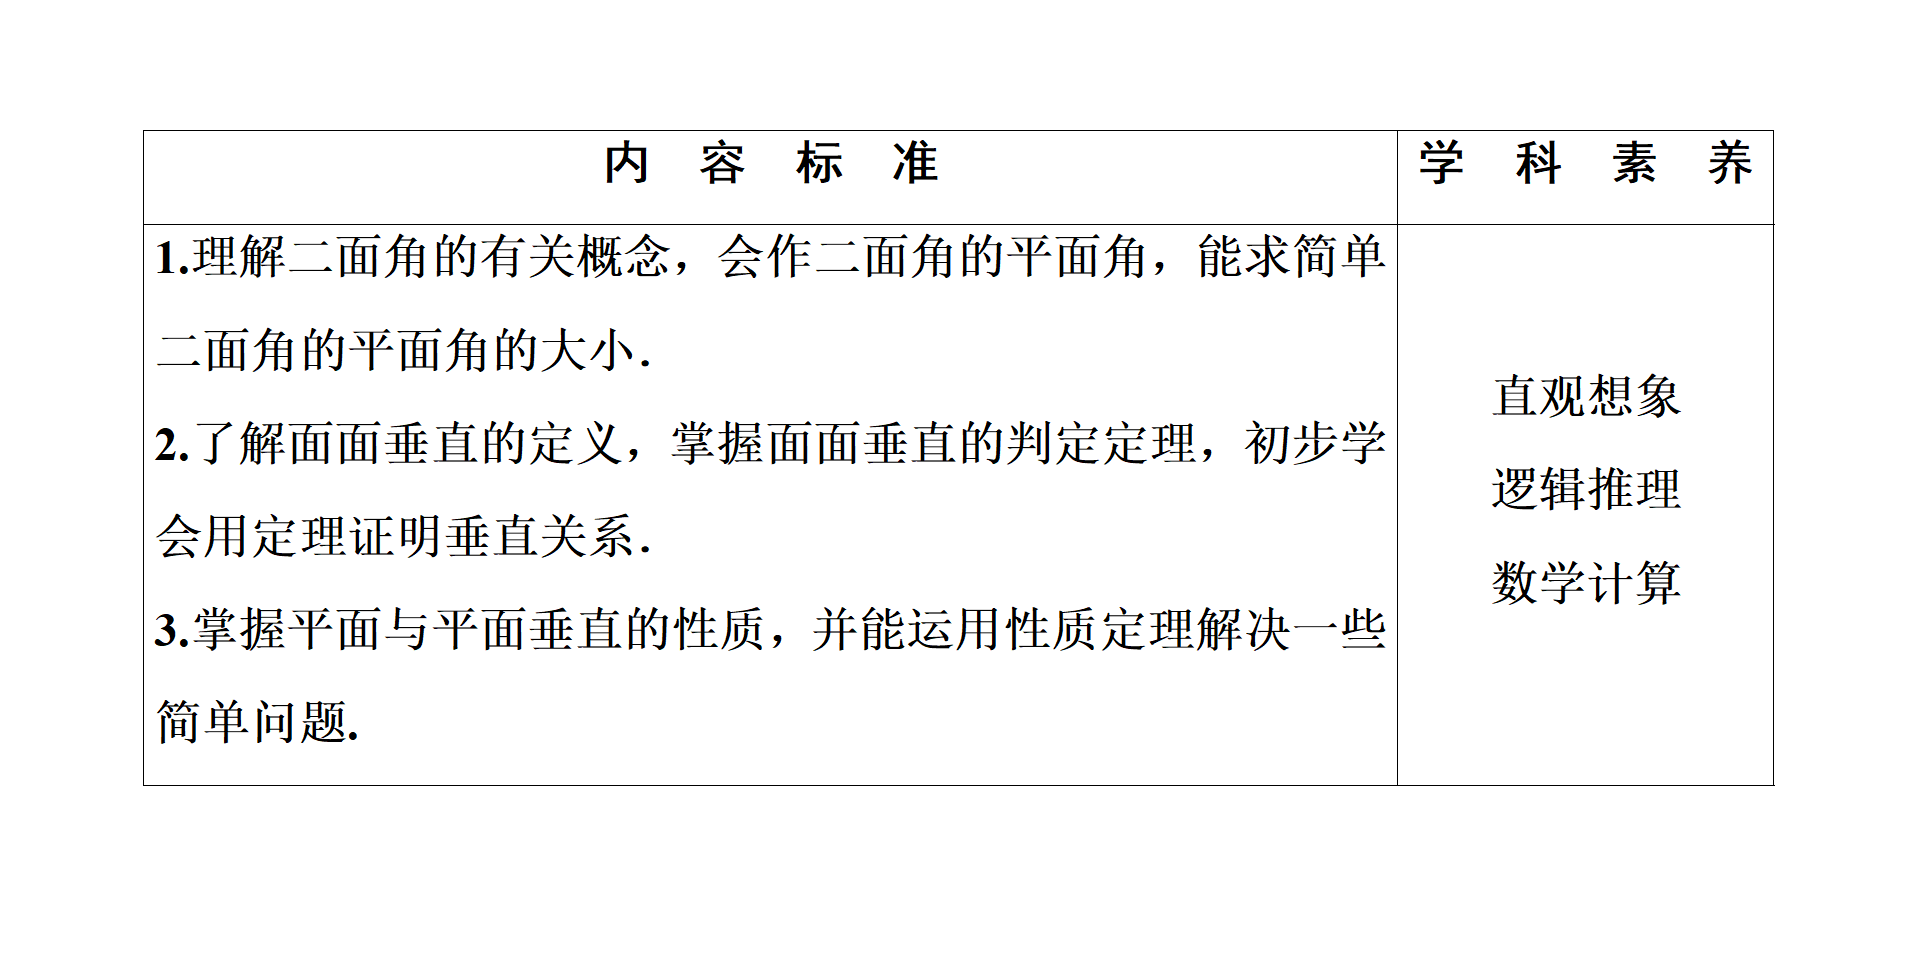 内 容 标 准
学 科 素 养
1.理解二面角的有关概念，会作二面角的平面角，能求简单
二面角的平面角的大小．
2.了解面面垂直的定义，掌握面面垂直的判定定理，初步学
会用定理证明垂直关系．
3.掌握平面与平面垂直的性质，并能运用性质定理解决一些
简单问题.
直观想象
逻辑推理
数学计算